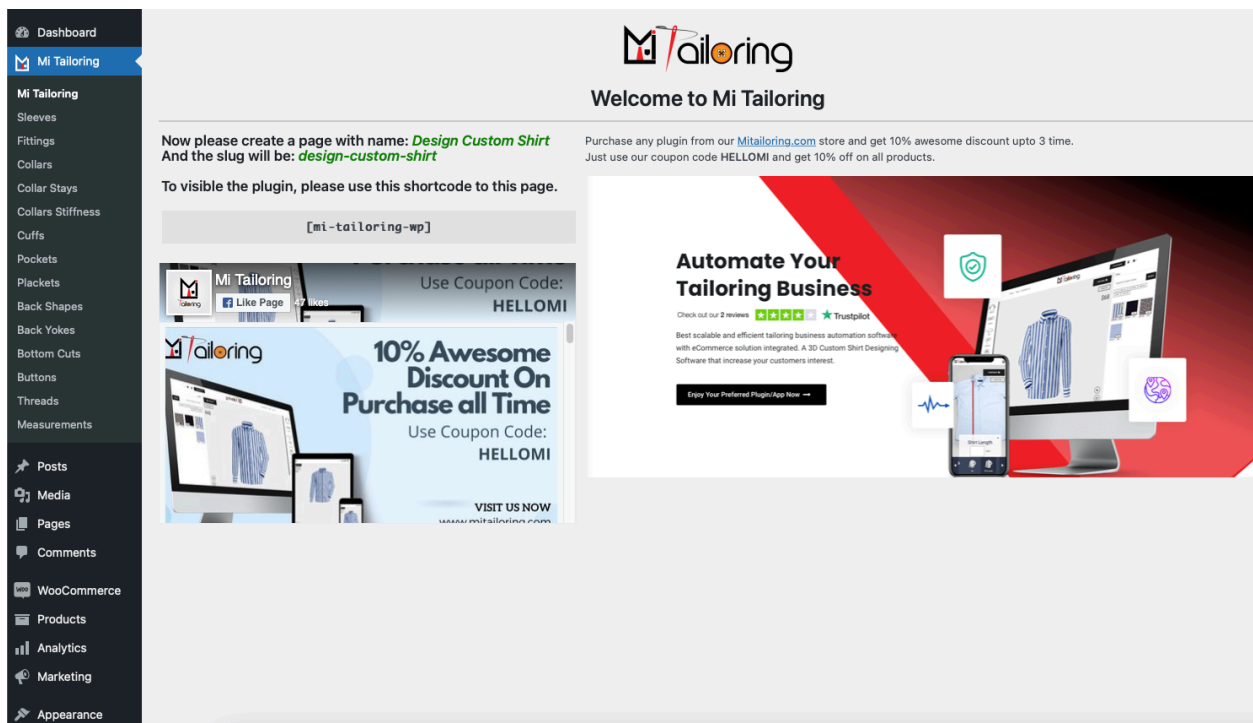 Dashboard
Mi Tailoring
Mi Tailoring
Sleeves
Fittings
Collars
Collar Stays
Collars Stiffness
Cuffs
Pockets
Plackets
Back Shapes
Back Yokes
Bottom Cuts
Buttons
Threads
Measurements
Posts
Media
Pages
Comments
WooCommerce
Products
Analytics
Marketing
Appearance
Mi Tailoring
Welcome to Mi Tailoring
Now please create a page with name: Design Custom Shirt
And the slug will be: design-custom-shirt
To visible the plugin, please use this shortcode to this page.
[mi-tailoring-wp]
Mi Tailoring
Like Page
47 likes
Purchase all Time
Use Coupon Code:
HELLOMI
Mi Tailoring
10% Awesome
Discount On
Purchase all Time
Use Coupon Code:
HELLOMI
VISIT US NOW
www.mitailoring.com
Purchase any plugin from our Mitailoring.com store and get 10% awesome discount upto 3 time.
Just use our coupon code HELLOMI and get 10% off on all products.
Automate Your
Tailoring Business
Check out our 2 reviews Trustpilot
Best scalable and efficient tailoring business automation software
with eCommerce solution integrated. A 3D Custom Shirt Designing
Software that increase your customers interest.
Enjoy Your Preferred Plugin/App Now →
Shirt Length